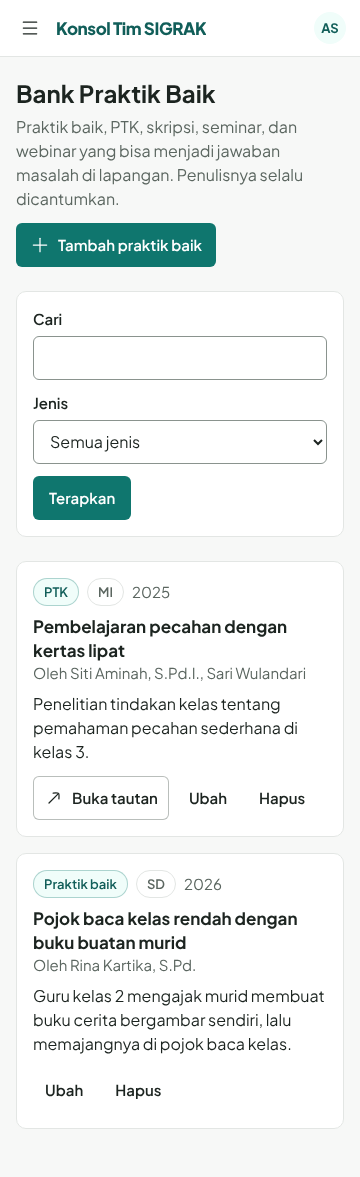 Konsol Tim SIGRAK
AS
Bank Praktik Baik
Praktik baik, PTK, skripsi, seminar, dan
webinar yang bisa menjadi jawaban
masalah di lapangan. Penulisnya selalu
dicantumkan.
Tambah praktik baik
Cari
Jenis
Semua jenis
Terapkan
PTK MI 2025
Pembelajaran pecahan dengan
kertas lipat
Oleh Siti Aminah, S.Pd.I., Sari Wulandari
Penelitian tindakan kelas tentang
pemahaman pecahan sederhana di
kelas 3.
Buka tautan Ubah Hapus
Praktik baik SD 2026
Pojok baca kelas rendah dengan
buku buatan murid
Oleh Rina Kartika, S.Pd.
Guru kelas 2 mengajak murid membuat
buku cerita bergambar sendiri, lalu
memajangnya di pojok baca kelas.
Ubah Hapus